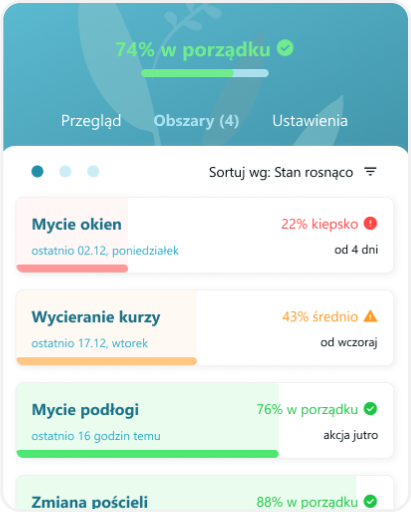 74% w porządku
Przegląd Obszary (4) Ustawienia
Sortuj wg: Stan rosnąco
Mycie okien 22% kiepsko
ostatnio 02.12, poniedziałek od 4 dni
Wycieranie kurzy 43% średnio
ostatnio 17.12, wtorek od wczoraj
Mycie podłogi 76% w porządku
ostatnio 16 godzin temu akcja jutro
Zmiana pościeli 88% w porządku